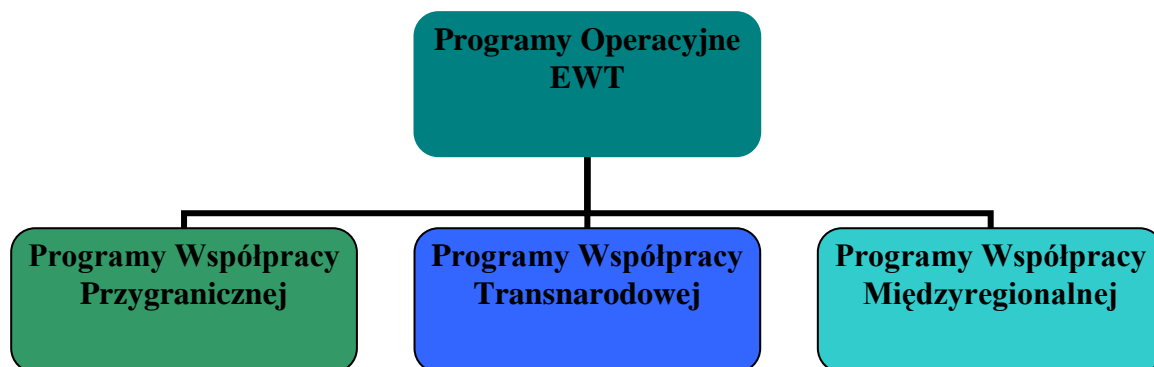 Programy Operacyjne
EWT
Programy Współpracy
Przygranicznej
Programy Współpracy
Transnarodowej
Programy Współpracy
Międzyregionalnej